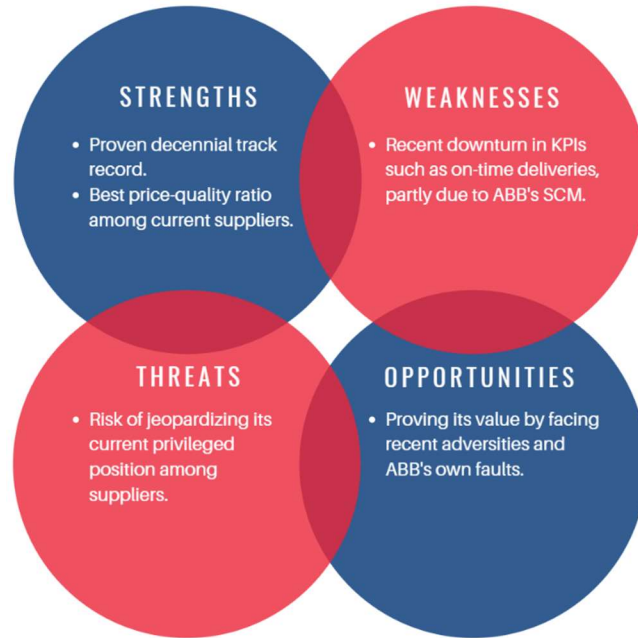 STRENGTHS
• Proven decennial track
record.
• Best price-quality ratio
among current suppliers.
WEAKNESSES
• Recent downturn in KPIs
such as on-time deliveries,
partly due to ABB's SCM.
THREATS
• Risk of jeopardizing its
current privileged
position among
suppliers.
OPPORTUNITIES
• Proving its value by facing
recent adversities and
ABB's own faults.